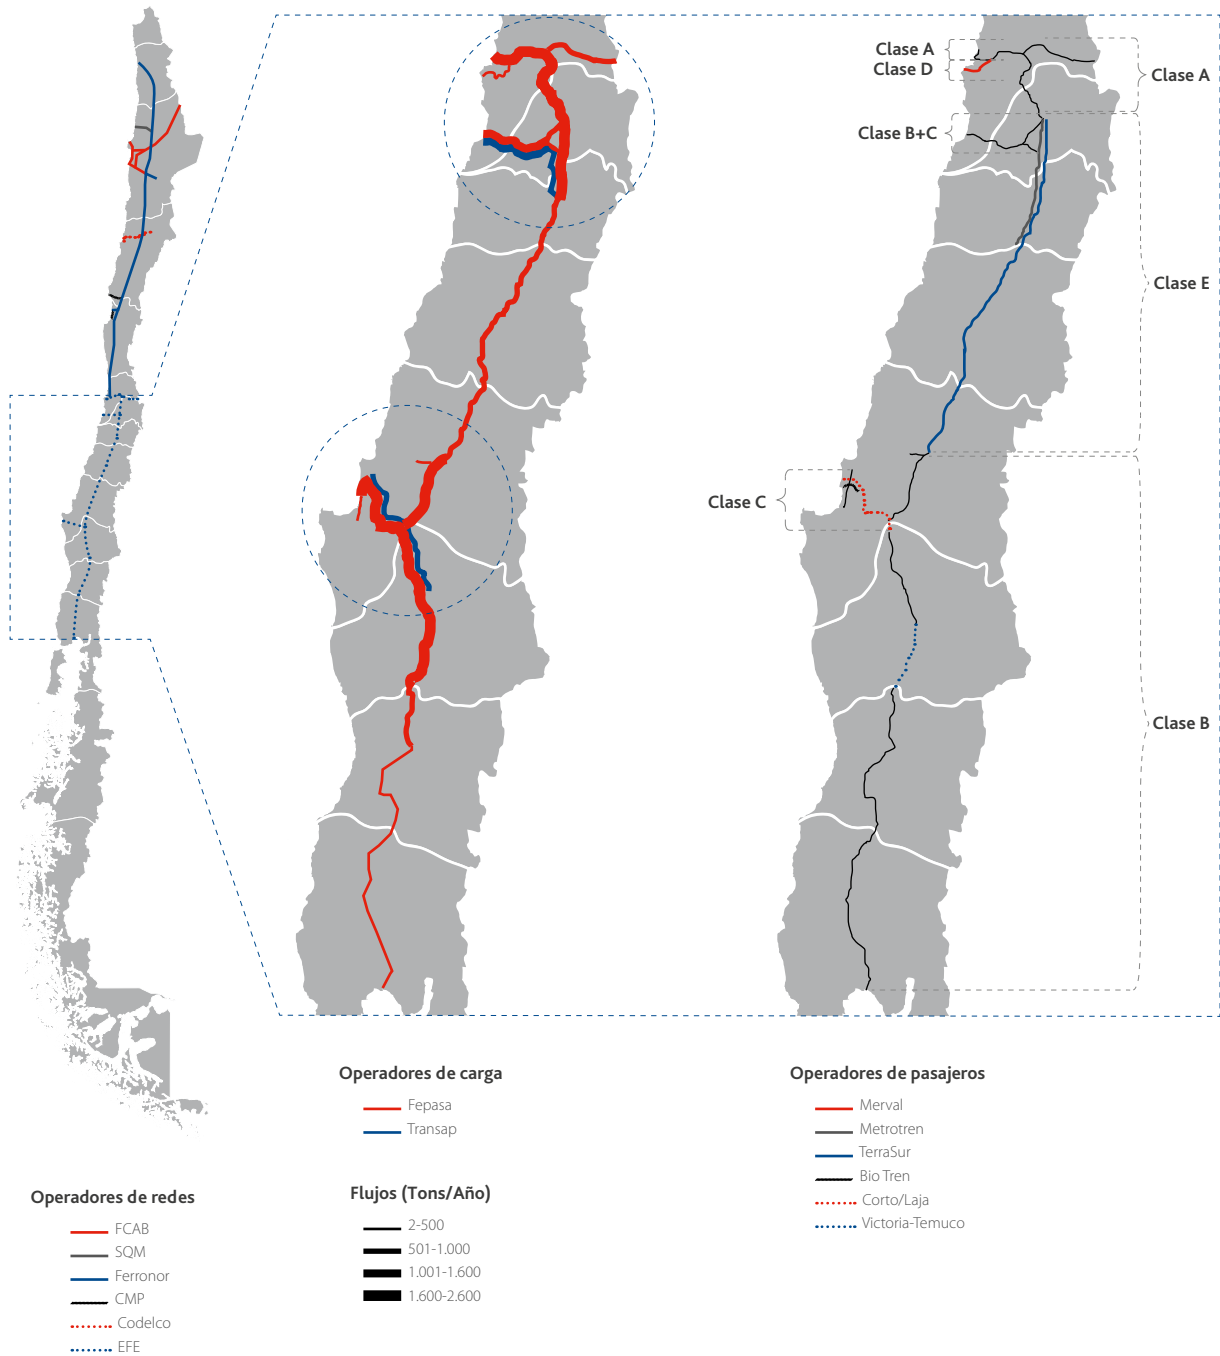 Clase A
Clase D
Clase A
Clase B+C
Clase E
Clase C
Clase B
Operadores de carga
Fepasa
Transap
Operadores de pasajeros
Merval
Metrotren
TerraSur
Bio Tren
Corto/Laja
Victoria-Temuco
Operadores de redes
FCAB
SQM
Ferronor
CMP
Codelco
EFE
Flujos (Tons/Año)
2-500
501-1.000
1.001-1.600
1.600-2.600